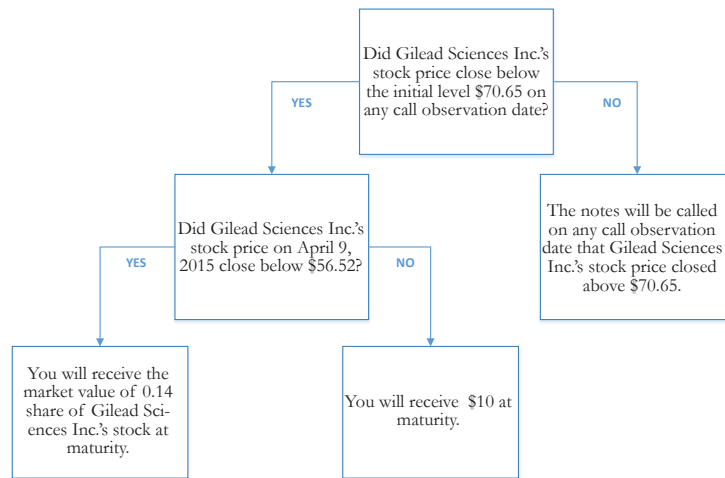 Did Gilead Sciences Inc.'s
stock price close below
the initial level $70.65 on
any call observation date?
YES
NO
Did Gilead Sciences Inc.'s
stock price on April 9,
2015 close below $56.52?
The notes will be called
on any call observation
date that Gilead Sciences
Inc.'s stock price closed
above $70.65.
YES
NO
You will receive the
market value of 0.14
share of Gilead Sci-
ences Inc.'s stock at
maturity.
You will receive $10 at
maturity.